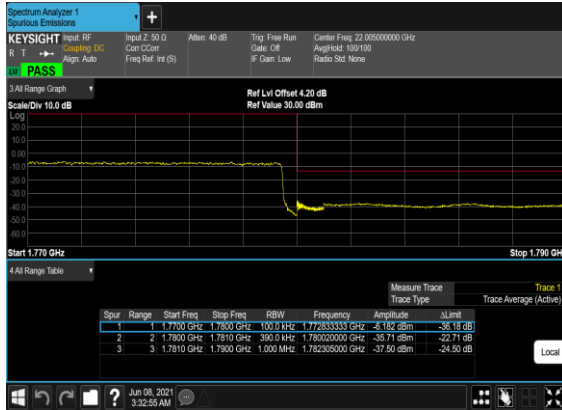 Spectrum Analyzer 1
Spurious Emissions
+
KEYSIGHT Input: RF Input Z: 50 Ω Atten: 40 dB Trig: Free Run Center Freq: 22.005000000 GHz
R T Coupling: DC Corr CCorr Gate: Off Avg|Hold: 100/100
Align: Auto Freq Ref: Int (S) IF Gain: Low Radio Std: None
LXI PASS
3 All Range Graph
Ref Lvl Offset 4.20 dB
Scale/Div 10.0 dB Ref Value 30.00 dBm
Log
20.0
10.0
0.00
-10.0
-20.0
-30.0
-40.0
-50.0
-60.0
Start 1.770 GHz Stop 1.790 GH
4 All Range Table
Measure Trace Trace 1
Trace Type Trace Average (Active)
Spur Range Start Freq Stop Freq RBW Frequency Amplitude ΔLimit
1 1 1.7700 GHz 1.7800 GHz 100.0 kHz 1.772833333 GHz -6.182 dBm -36.18 dB
2 2 1.7800 GHz 1.7810 GHz 390.0 kHz 1.780020000 GHz -35.71 dBm -22.71 dB
3 3 1.7810 GHz 1.7900 GHz 1.000 MHz 1.782305000 GHz -37.50 dBm -24.50 dB
Local
? Jun 08, 2021
3:32:55 AM